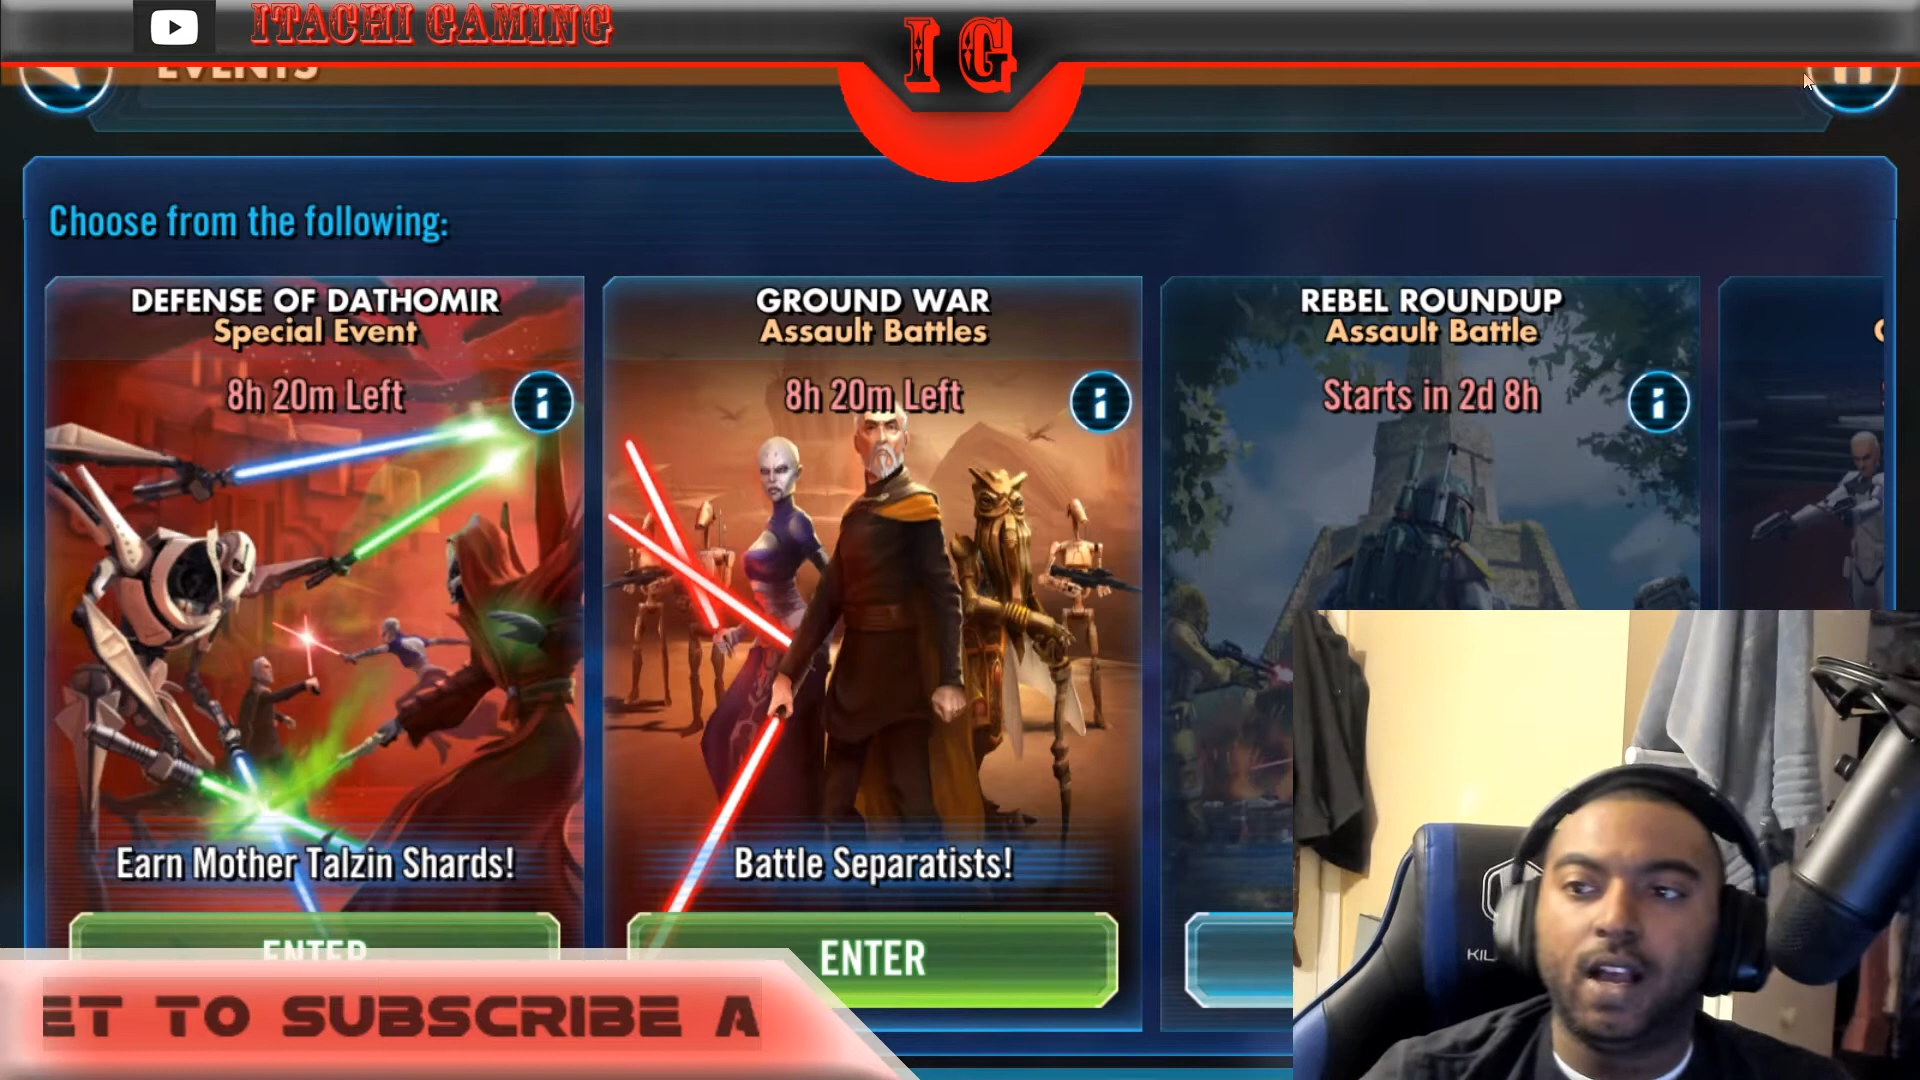 ITACHI GAMING
I G
EVENTS
Choose from the following:
DEFENSE OF DATHOMIR
Special Event
8h 20m Left
Earn Mother Talzin Shards!
ENTER
GROUND WAR
Assault Battles
8h 20m Left
Battle Separatists!
ENTER
REBEL ROUNDUP
Assault Battle
Starts in 2d 8h
ET TO SUBSCRIBE A